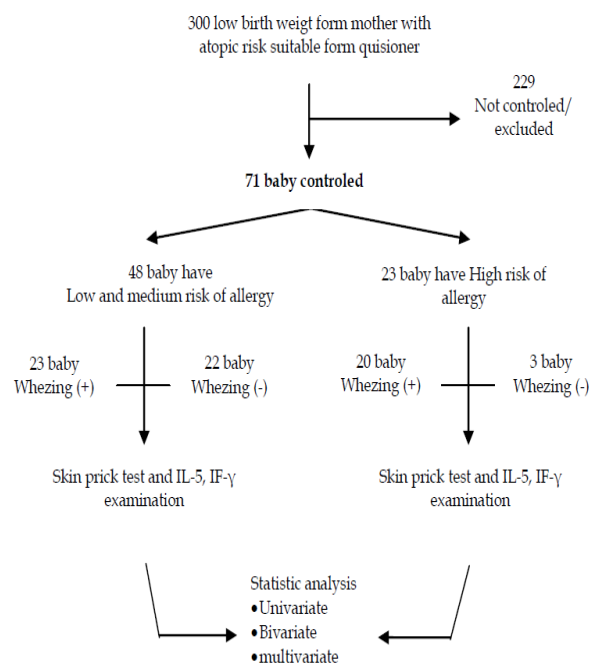 300 low birth weigt form mother with
atopic risk suitable form quisioner
229
Not controled/
excluded
71 baby controled
48 baby have
Low and medium risk of allergy
23 baby have High risk of
allergy
23 baby
Whezing (+)
22 baby
Whezing (-)
20 baby
Whezing (+)
3 baby
Whezing (-)
Skin prick test and IL-5, IF-γ
examination
Skin prick test and IL-5, IF-γ
examination
Statistic analysis
•Univariate
•Bivariate
•multivariate